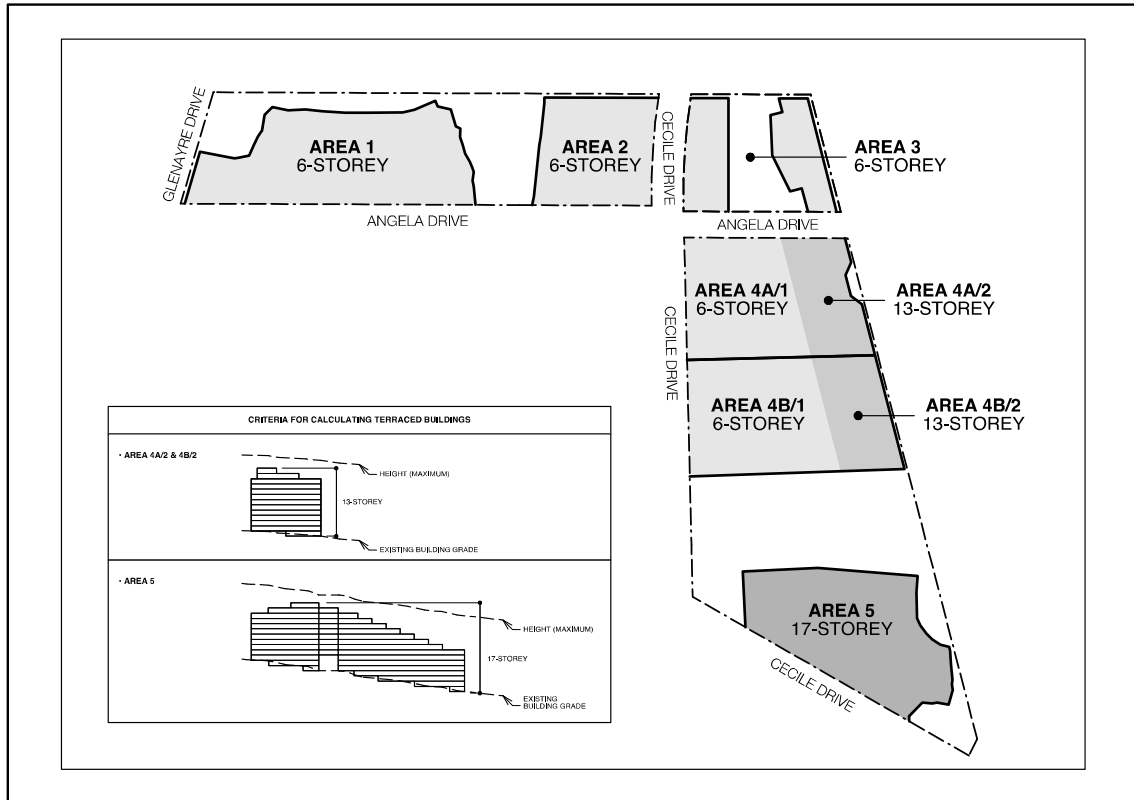 GLENAYRE DRIVE
AREA 1
6-STOREY
AREA 2
6-STOREY
CECILE DRIVE
AREA 3
6-STOREY
ANGELA DRIVE
ANGELA DRIVE
CECILE DRIVE
AREA 4A/1
6-STOREY
AREA 4A/2
13-STOREY
AREA 4B/1
6-STOREY
AREA 4B/2
13-STOREY
AREA 5
17-STOREY
CECILE DRIVE
CRITERIA FOR CALCULATING TERRACED BUILDINGS
· AREA 4A/2 & 4B/2
HEIGHT (MAXIMUM)
13-STOREY
EXISTING BUILDING GRADE
· AREA 5
HEIGHT (MAXIMUM)
17-STOREY
EXISTING
BUILDING GRADE